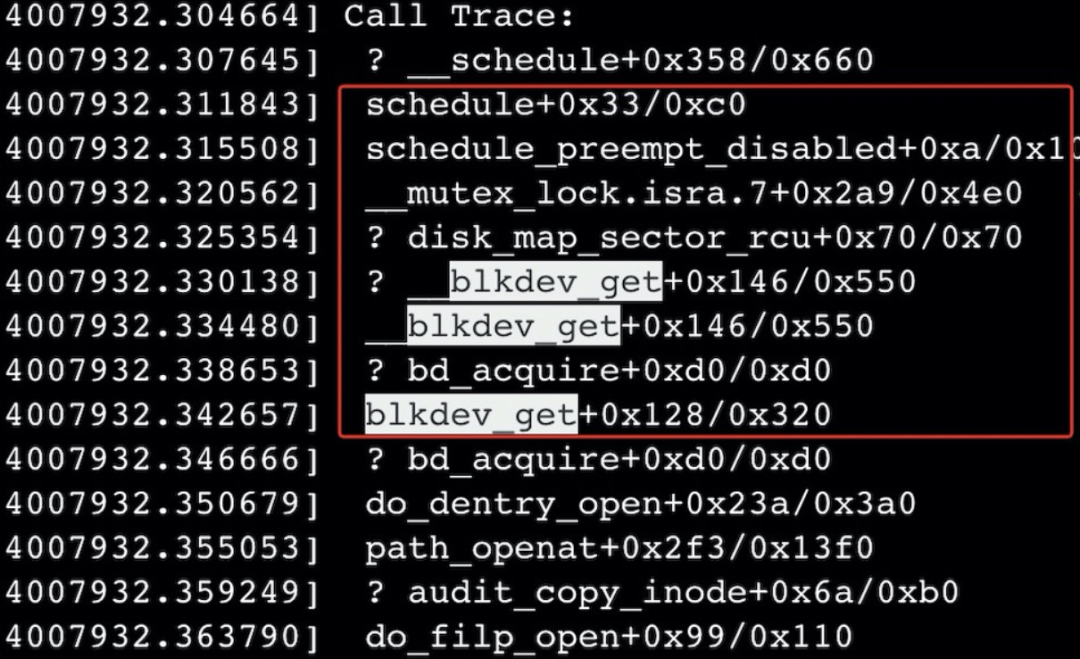 4007932.304664] Call Trace:
4007932.307645] ? __schedule+0x358/0x660
4007932.311843] schedule+0x33/0xc0
4007932.315508] schedule_preempt_disabled+0xa/0x10
4007932.320562] __mutex_lock.isra.7+0x2a9/0x4e0
4007932.325354] ? disk_map_sector_rcu+0x70/0x70
4007932.330138] ? __blkdev_get+0x146/0x550
4007932.334480] __blkdev_get+0x146/0x550
4007932.338653] ? bd_acquire+0xd0/0xd0
4007932.342657] blkdev_get+0x128/0x320
4007932.346666] ? bd_acquire+0xd0/0xd0
4007932.350679] do_dentry_open+0x23a/0x3a0
4007932.355053] path_openat+0x2f3/0x13f0
4007932.359249] ? audit_copy_inode+0x6a/0xb0
4007932.363790] do_filp_open+0x99/0x110